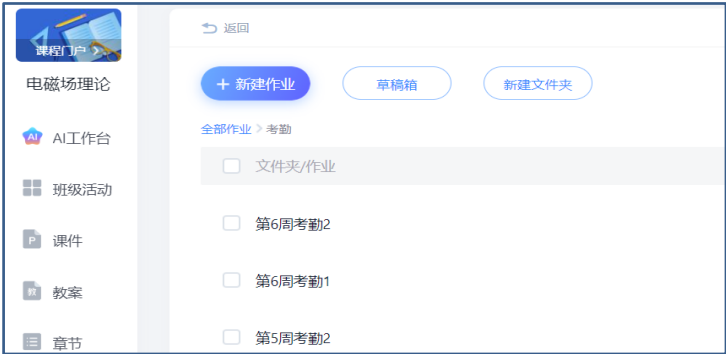 课程门户 >
电磁场理论
AI工作台
班级活动
课件
教案
章节
返回
+ 新建作业
草稿箱
新建文件夹
全部作业 > 考勤
文件夹/作业
第6周考勤2
第6周考勤1
第5周考勤2